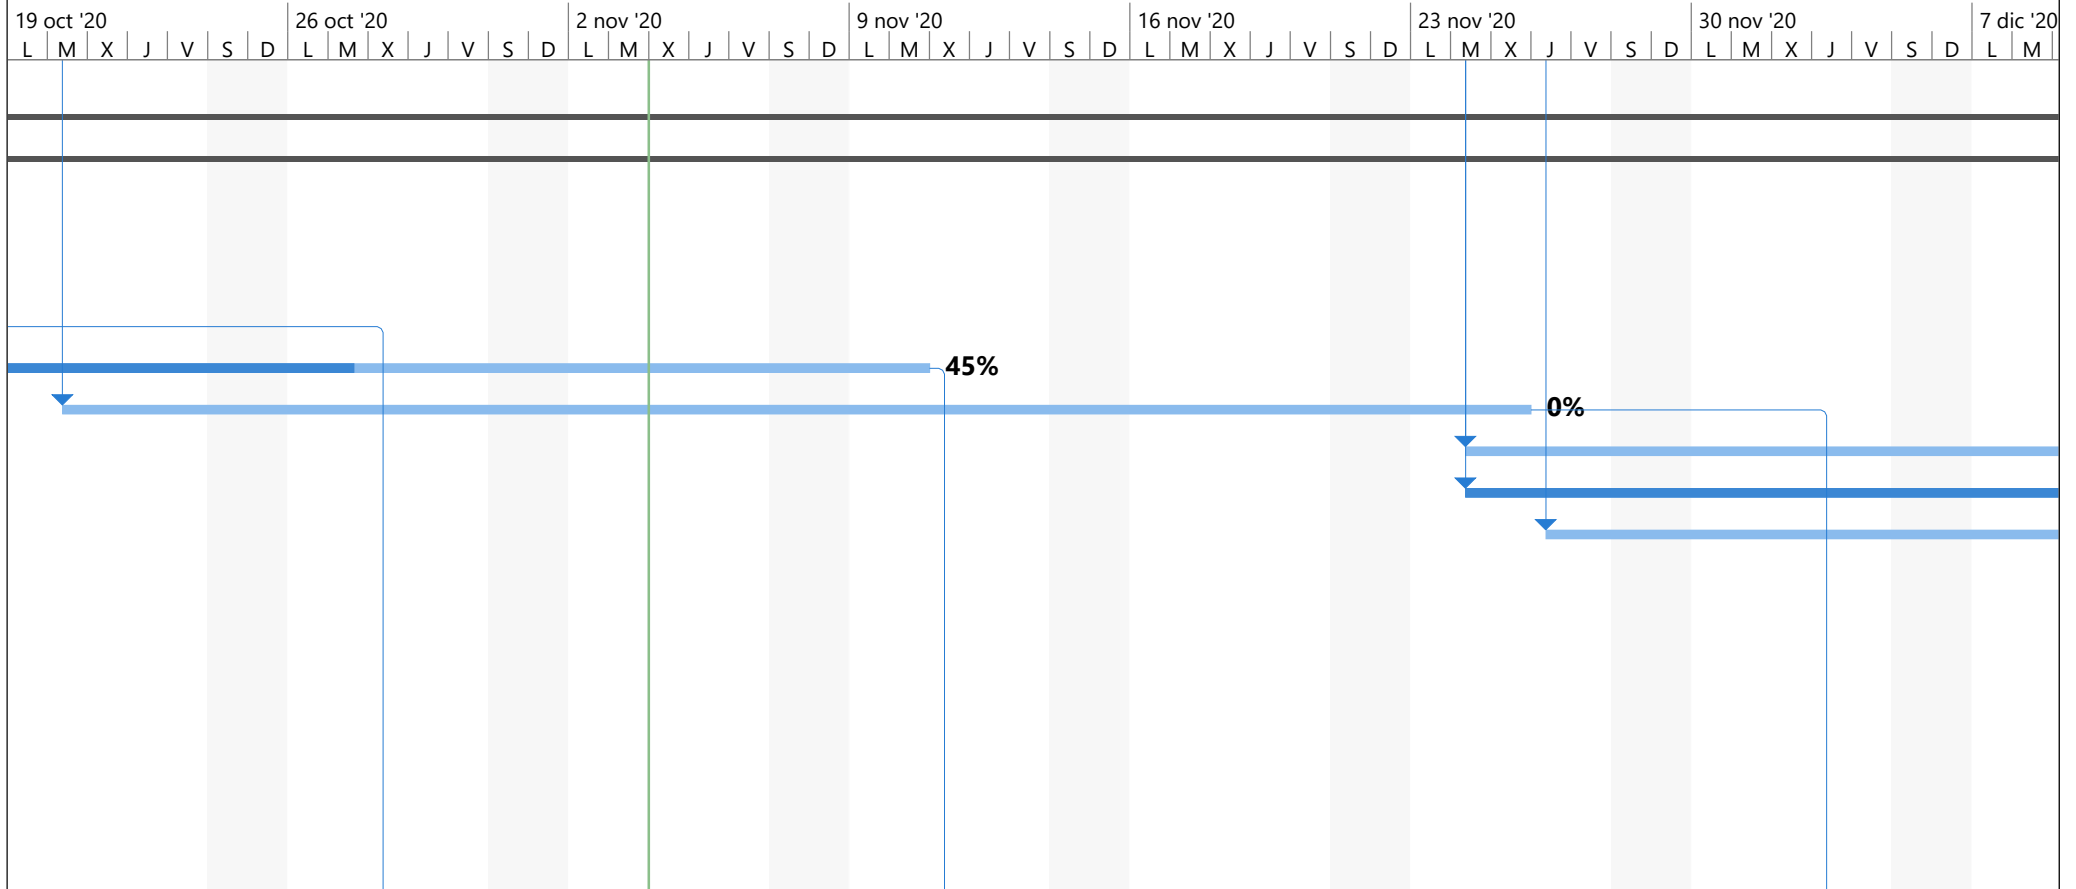 19 oct '20 26 oct '20 2 nov '20 9 nov '20 16 nov '20 23 nov '20 30 nov '20 7 dic '20
L M X J V S D L M X J V S D L M X J V S D L M X J V S D L M X J V S D L M X J V S D L M X J V S D L M
45%
0%